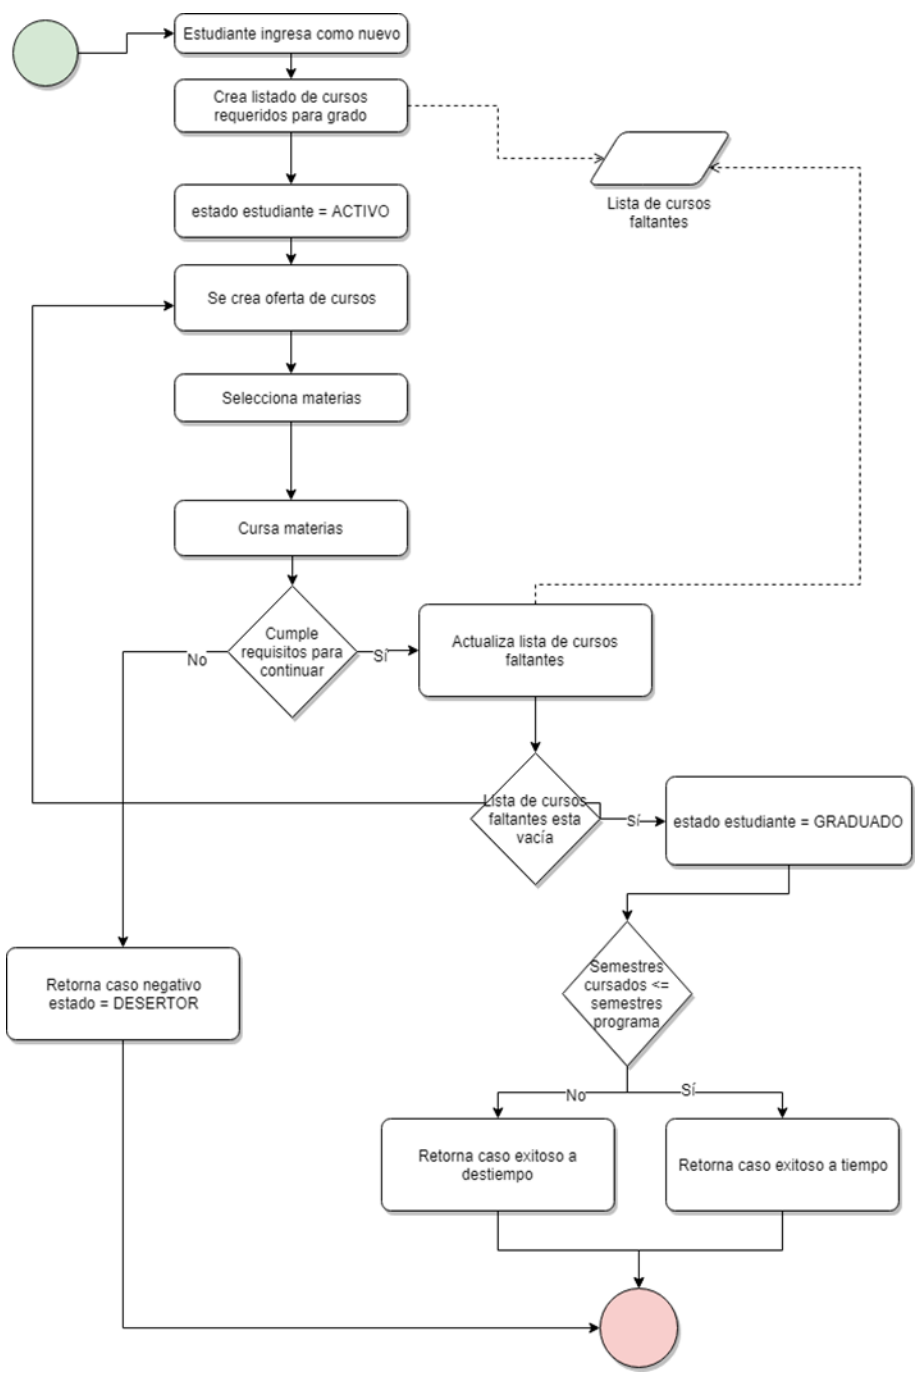 Estudiante ingresa como nuevo
Crea listado de cursos
requeridos para grado
Lista de cursos
faltantes
estado estudiante = ACTIVO
Se crea oferta de cursos
Selecciona materias
Cursa materias
Cumple
requisitos para
continuar
No
Sí
Actualiza lista de cursos
faltantes
Lista de cursos
faltantes esta
vacía
Sí
estado estudiante = GRADUADO
Retorna caso negativo
estado = DESERTOR
Semestres
cursados <=
semestres
programa
No
Sí
Retorna caso exitoso a
destiempo
Retorna caso exitoso a tiempo